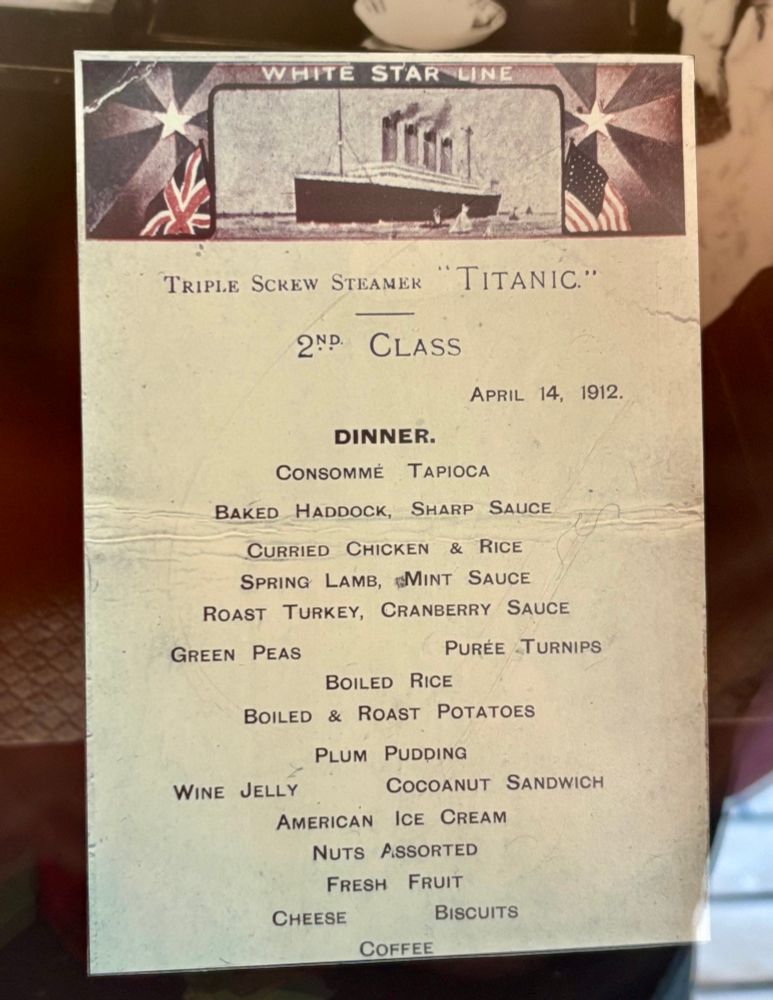 WHITE STAR LINE
TRIPLE SCREW STEAMER "TITANIC."
2ND. CLASS
APRIL 14, 1912.
DINNER.
CONSOMMÉ TAPIOCA
BAKED HADDOCK, SHARP SAUCE
CURRIED CHICKEN & RICE
SPRING LAMB, MINT SAUCE
ROAST TURKEY, CRANBERRY SAUCE
GREEN PEAS PURÉE TURNIPS
BOILED RICE
BOILED & ROAST POTATOES
PLUM PUDDING
WINE JELLY COCOANUT SANDWICH
AMERICAN ICE CREAM
NUTS ASSORTED
FRESH FRUIT
CHEESE BISCUITS
COFFEE